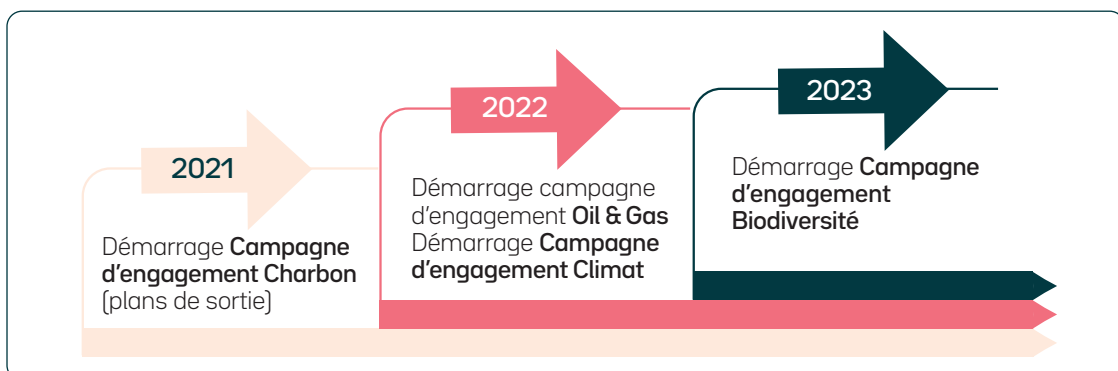 2021
Démarrage Campagne
d'engagement Charbon
(plans de sortie)
2022
Démarrage campagne
d'engagement Oil & Gas
Démarrage Campagne
d'engagement Climat
2023
Démarrage Campagne
d'engagement
Biodiversité